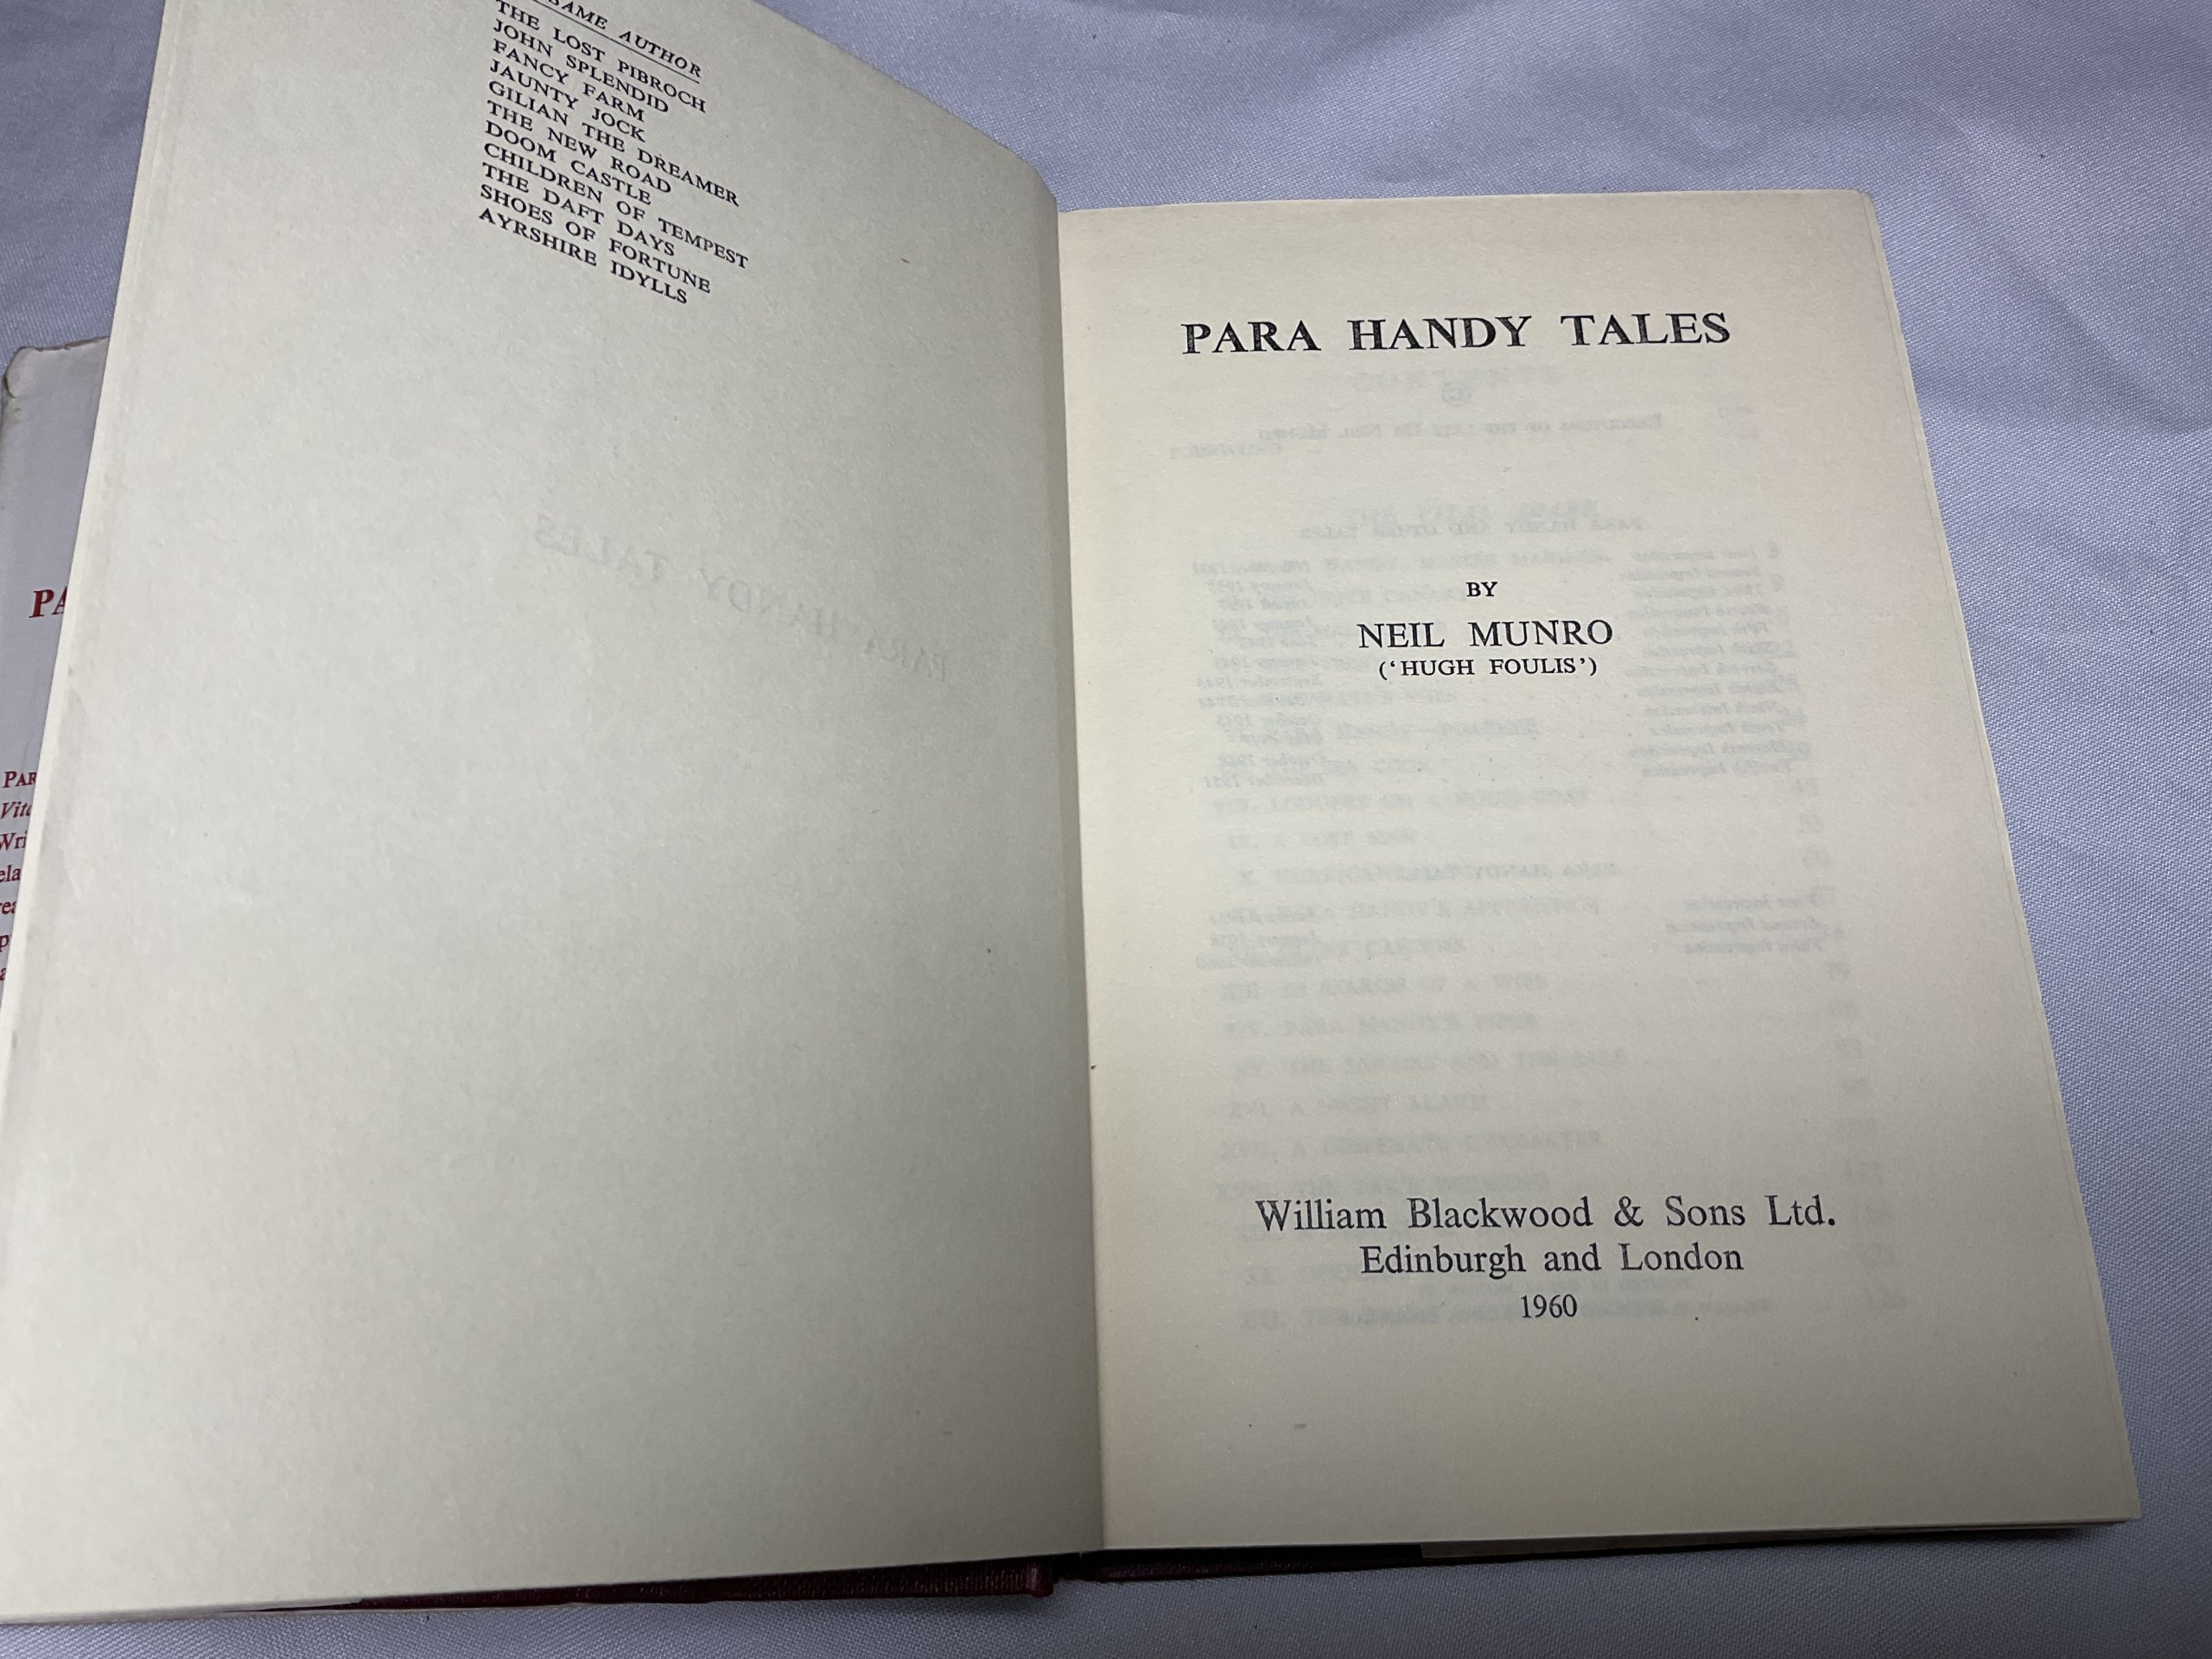 SAME AUTHOR
THE LOST PIBROCH
JOHN SPLENDID
FANCY FARM
JAUNTY JOCK
GILIAN THE DREAMER
THE NEW ROAD
DOOM CASTLE
CHILDREN OF TEMPEST
THE DAFT DAYS
SHOES OF FORTUNE
AYRSHIRE IDYLLS
PARA HANDY TALES
BY
NEIL MUNRO
('HUGH FOULIS')
William Blackwood & Sons Ltd.
Edinburgh and London
1960